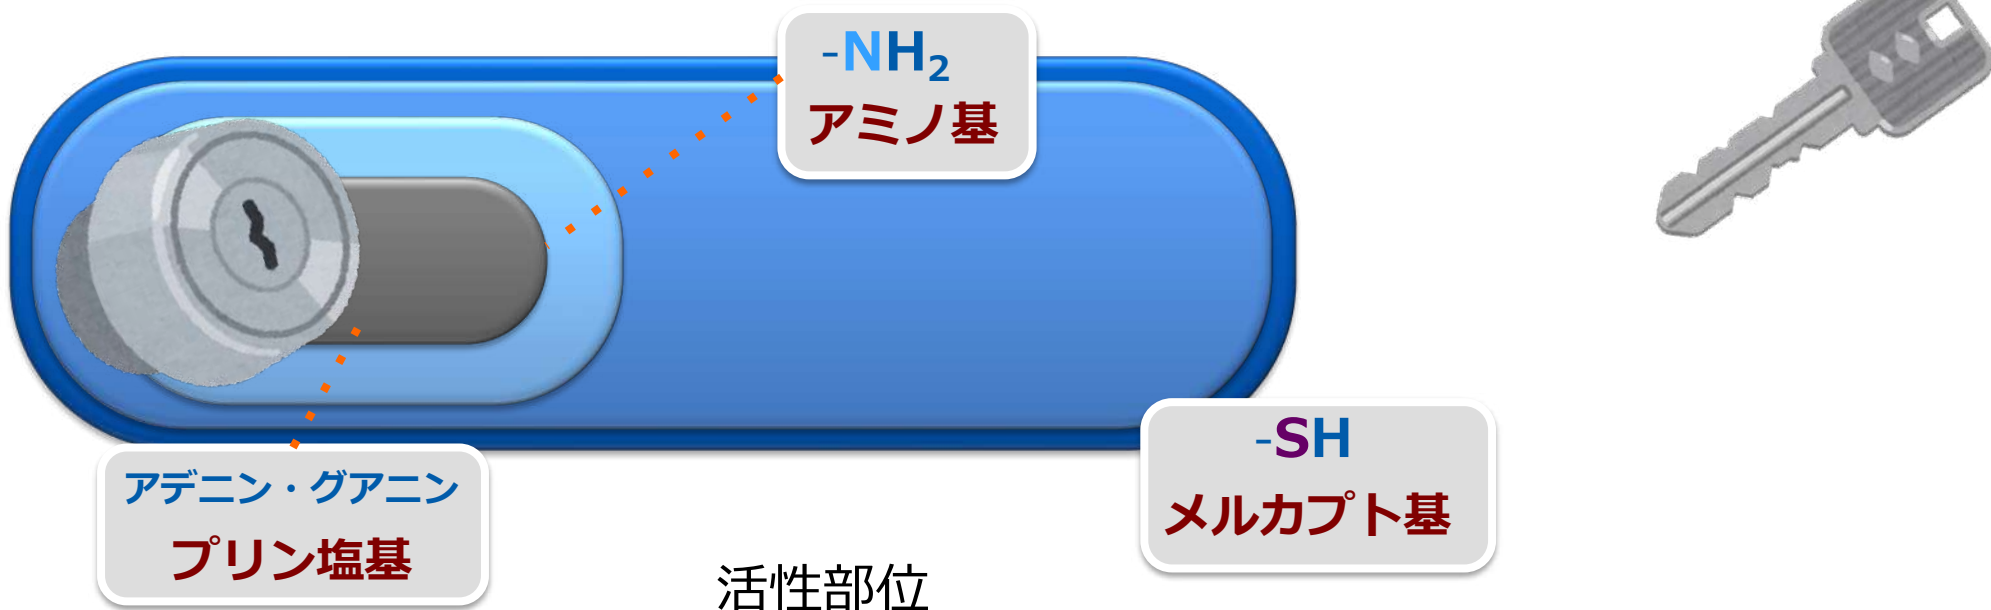 -NH₂
アミノ基
-SH
メルカプト基
アデニン・グアニン
プリン塩基
活性部位